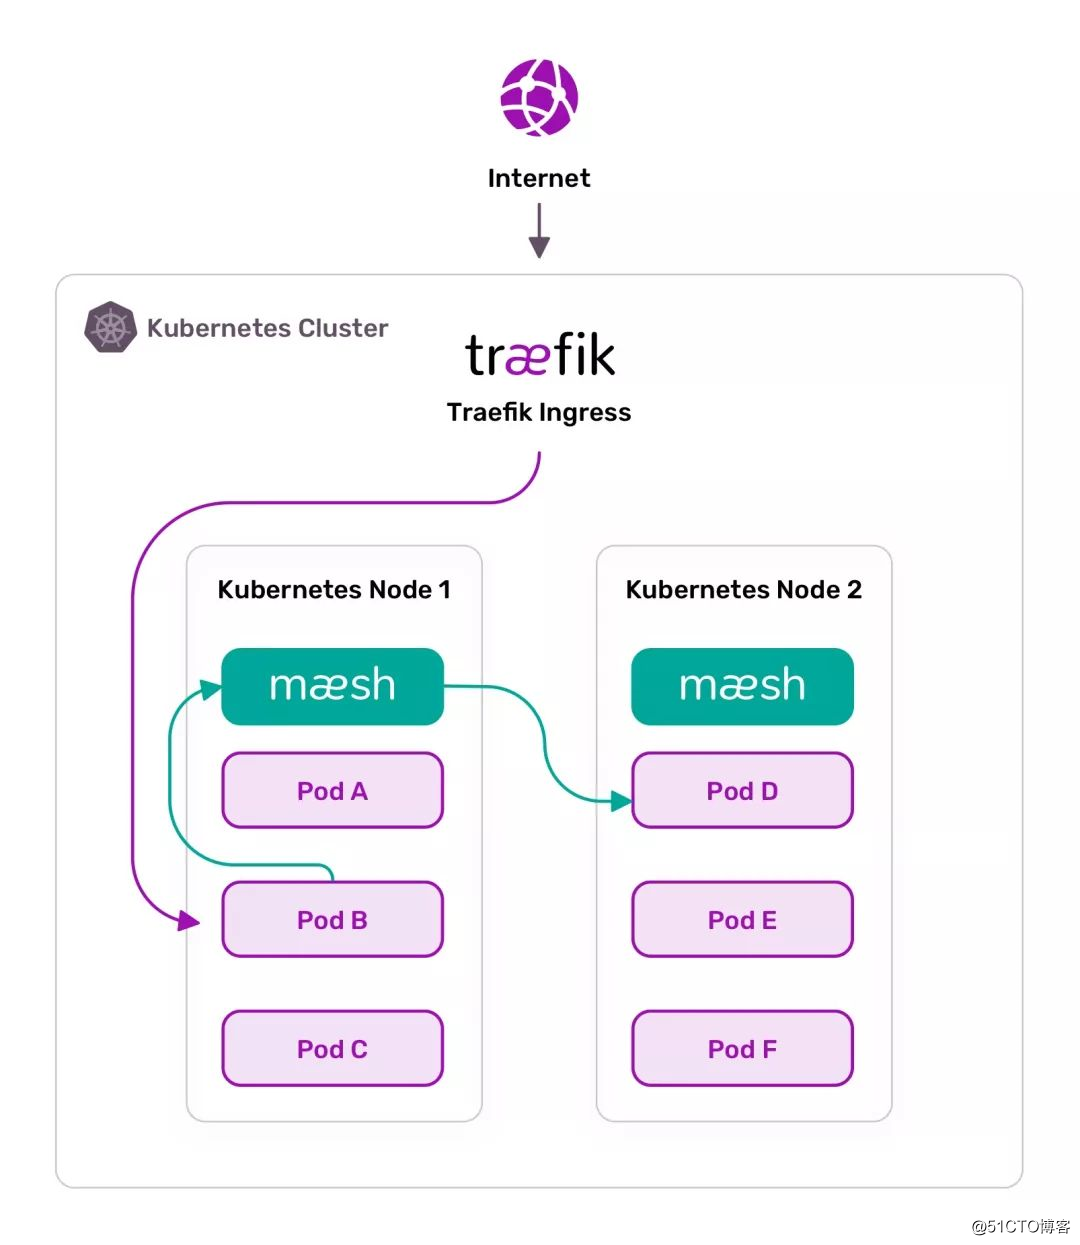 Internet
Kubernetes Cluster
træfik
Traefik Ingress
Kubernetes Node 1
Kubernetes Node 2
mæsh
mæsh
Pod A
Pod D
Pod B
Pod E
Pod C
Pod F
@51CTO博客